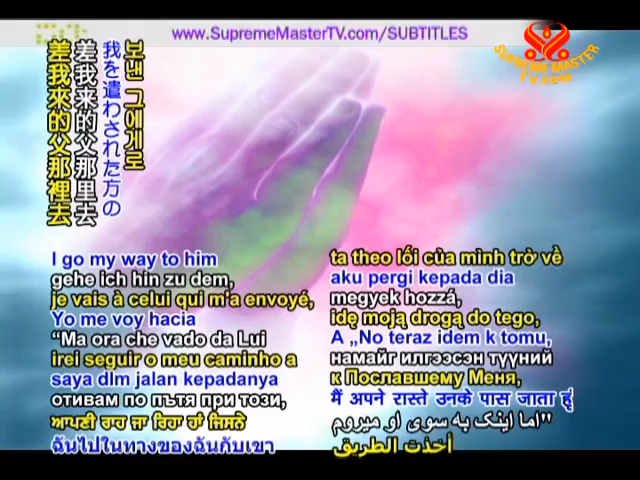 www.SupremeMasterTV.com/SUBTITLES
SUPREME MASTER
TV.COM
보낸 그에게로
我を遣わされた方の
差我来的父那里去
差我來的父那裡去
I go my way to him
gehe ich hin zu dem,
je vais à celui qui m'a envoyé,
Yo me voy hacia
“Ma ora che vado da Lui
irei seguir o meu caminho a
saya dlm jalan kepadanya
отивам по пътя при този,
ਆਪਣੀ ਰਾਹ ਜਾ ਰਿਹਾ ਹਾਂ ਜਿਸਨੇ
ฉันไปในทางของฉันกับเขา
ta theo lối của mình trở về
aku pergi kepada dia
megyek hozzá,
idę moją drogą do tego,
A „No teraz idem k tomu,
намайг илгээсэн түүний
к Пославшему Меня,
मैं अपने रास्ते उनके पास जाता हूं
"اما اینک به سوی او میروم
أخذت الطريق